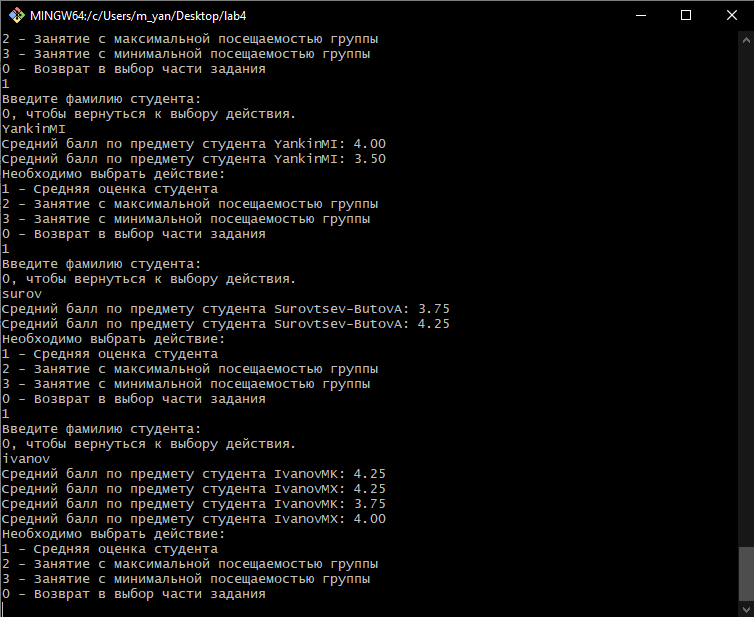 MINGW64:/c/Users/m_yan/Desktop/lab4
2 - Занятие с максимальной посещаемостью группы
3 - Занятие с минимальной посещаемостью группы
0 - Возврат в выбор части задания
1
Введите фамилию студента:
0, чтобы вернуться к выбору действия.
YankinMI
Средний балл по предмету студента YankinMI: 4.00
Средний балл по предмету студента YankinMI: 3.50
Необходимо выбрать действие:
1 - Средняя оценка студента
2 - Занятие с максимальной посещаемостью группы
3 - Занятие с минимальной посещаемостью группы
0 - Возврат в выбор части задания
1
Введите фамилию студента:
0, чтобы вернуться к выбору действия.
surov
Средний балл по предмету студента Surovtsev-ButovA: 3.75
Средний балл по предмету студента Surovtsev-ButovA: 4.25
Необходимо выбрать действие:
1 - Средняя оценка студента
2 - Занятие с максимальной посещаемостью группы
3 - Занятие с минимальной посещаемостью группы
0 - Возврат в выбор части задания
1
Введите фамилию студента:
0, чтобы вернуться к выбору действия.
ivanov
Средний балл по предмету студента IvanovMK: 4.25
Средний балл по предмету студента IvanovMX: 4.25
Средний балл по предмету студента IvanovMK: 3.75
Средний балл по предмету студента IvanovMX: 4.00
Необходимо выбрать действие:
1 - Средняя оценка студента
2 - Занятие с максимальной посещаемостью группы
3 - Занятие с минимальной посещаемостью группы
0 - Возврат в выбор части задания